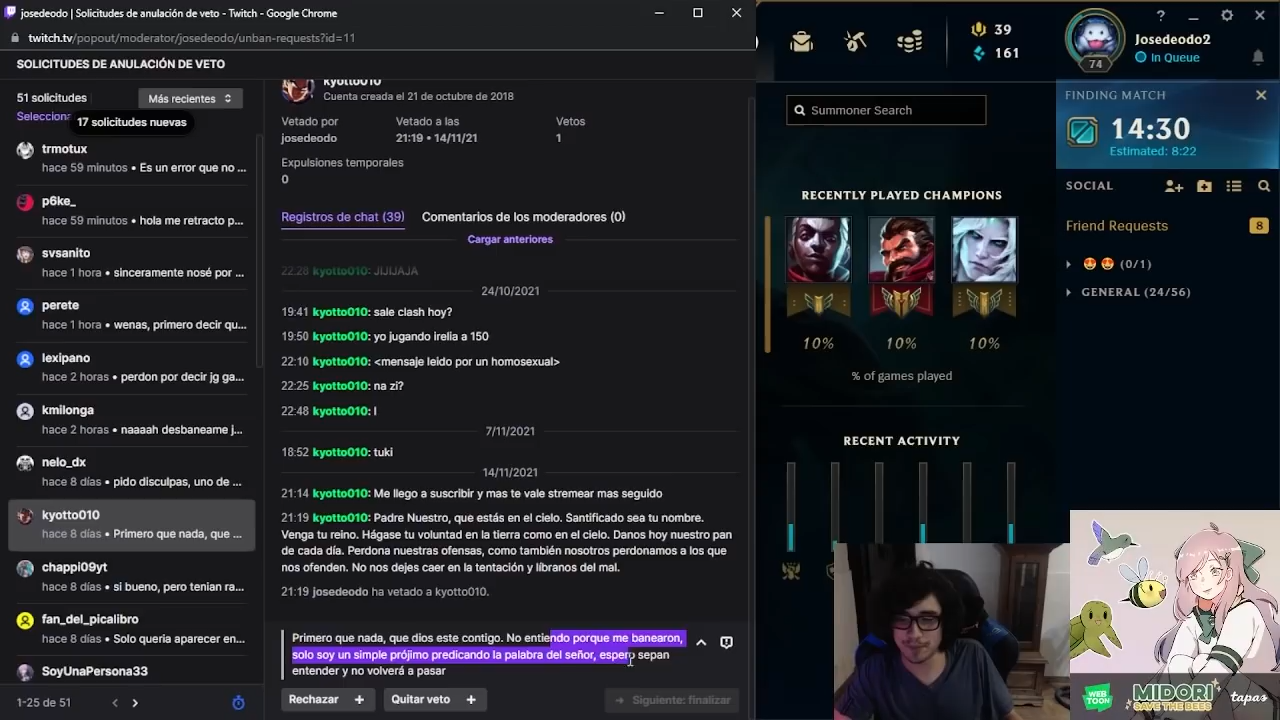 josedeodo | Solicitudes de anulación de veto - Twitch - Google Chrome
twitch.tv/popout/moderator/josedeodo/unban-requests?id=11
SOLICITUDES DE ANULACIÓN DE VETO
51 solicitudes
Más recientes
Selecciona
17 solicitudes nuevas
trmotux
hace 59 minutos • Es un error que no ...
p6ke_
hace 59 minutos • hola me retracto p...
svsanito
hace 1 hora • sinceramente nosé por ...
perete
hace 1 hora • wenas, primero decir qu...
lexipano
hace 2 horas • perdon por decir jg ga...
kmilonga
hace 2 horas • naaaah desbaneame j...
nelo_dx
hace 8 días • pido disculpas, uno de ...
kyotto010
hace 8 días • Primero que nada, que ...
chappi09yt
hace 8 días • si bueno, pero tenian ra...
fan_del_picalibro
hace 8 días • Solo queria aparecer en...
SoyUnaPersona33
1-25 de 51
kyotto010
Cuenta creada el 21 de octubre de 2018
Vetado por
josedeodo
Vetado a las
21:19 • 14/11/21
Vetos
1
Expulsiones temporales
0
Registros de chat (39)
Comentarios de los moderadores (0)
Cargar anteriores
22:28 kyotto010: JIJIJAJA
24/10/2021
19:41 kyotto010: sale clash hoy?
19:50 kyotto010: yo jugando irelia a 150
22:10 kyotto010: <mensaje leido por un homosexual>
22:25 kyotto010: na zi?
22:48 kyotto010: l
7/11/2021
18:52 kyotto010: tuki
14/11/2021
21:14 kyotto010: Me llego a suscribir y mas te vale stremear mas seguido
21:19 kyotto010: Padre Nuestro, que estás en el cielo. Santificado sea tu nombre.
Venga tu reino. Hágase tu voluntad en la tierra como en el cielo. Danos hoy nuestro pan
de cada día. Perdona nuestras ofensas, como también nosotros perdonamos a los que
nos ofenden. No nos dejes caer en la tentación y líbranos del mal.
21:19 josedeodo ha vetado a kyotto010.
Primero que nada, que dios este contigo. No entiendo porque me banearon,
solo soy un simple prójimo predicando la palabra del señor, espero sepan
entender y no volverá a pasar
Rechazar +
Quitar veto +
→ Siguiente: finalizar
39
161
Summoner Search
RECENTLY PLAYED CHAMPIONS
10%
10%
10%
% of games played
RECENT ACTIVITY
?
Josedeodo2
In Queue
74
FINDING MATCH
14:30
Estimated: 8:22
SOCIAL
Friend Requests
8
😍 😍 (0/1)
GENERAL (24/56)
WEB
TOON
MIDORI
SAVE THE BEES
tapas